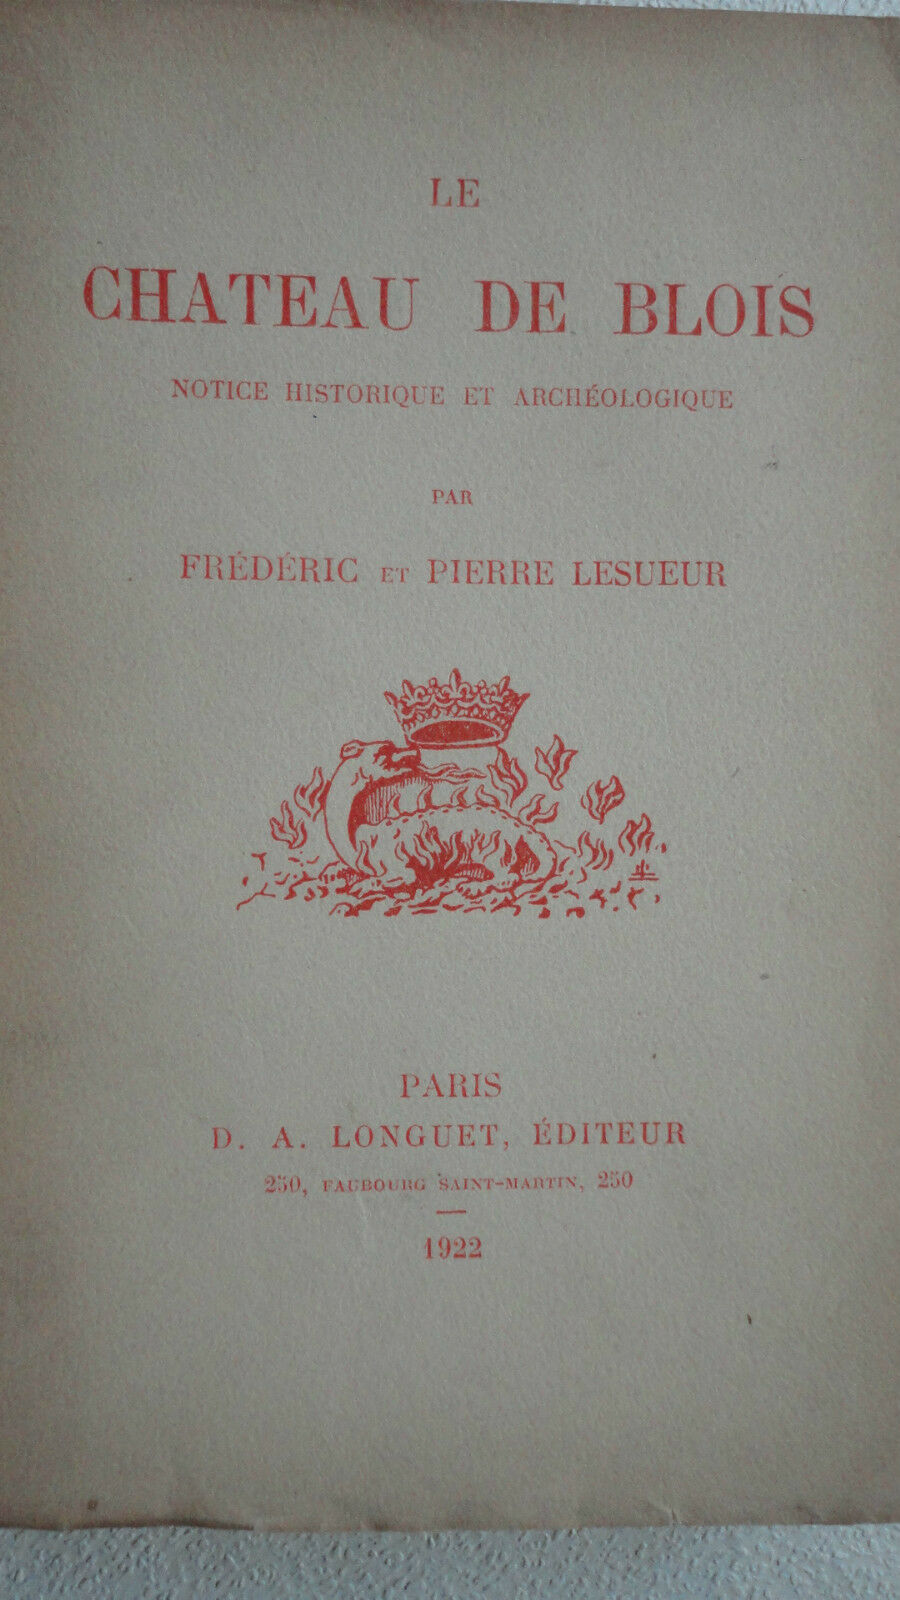 LE
CHATEAU DE BLOIS
NOTICE HISTORIQUE ET ARCHÉOLOGIQUE
PAR
FRÉDÉRIC ET PIERRE LESUEUR
PARIS
D. A. LONGUET, ÉDITEUR
250, FAUBOURG SAINT-MARTIN, 250
1922